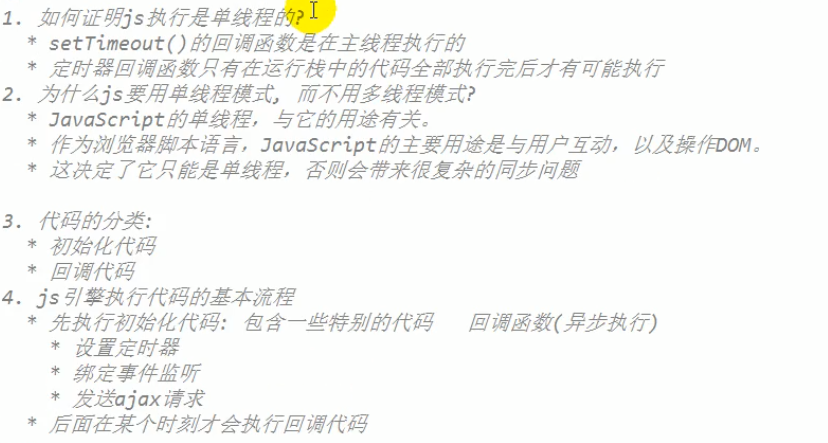 1. 如何证明js执行是单线程的?
* setTimeout()的回调函数是在主线程执行的
* 定时器回调函数只有在运行栈中的代码全部执行完后才有可能执行
2. 为什么js要用单线程模式, 而不用多线程模式?
* JavaScript的单线程，与它的用途有关。
* 作为浏览器脚本语言，JavaScript的主要用途是与用户互动，以及操作DOM。
* 这决定了它只能是单线程，否则会带来很复杂的同步问题
3. 代码的分类:
* 初始化代码
* 回调代码
4. js引擎执行代码的基本流程
* 先执行初始化代码: 包含一些特别的代码 回调函数(异步执行)
* 设置定时器
* 绑定事件监听
* 发送ajax请求
* 后面在某个时刻才会执行回调代码